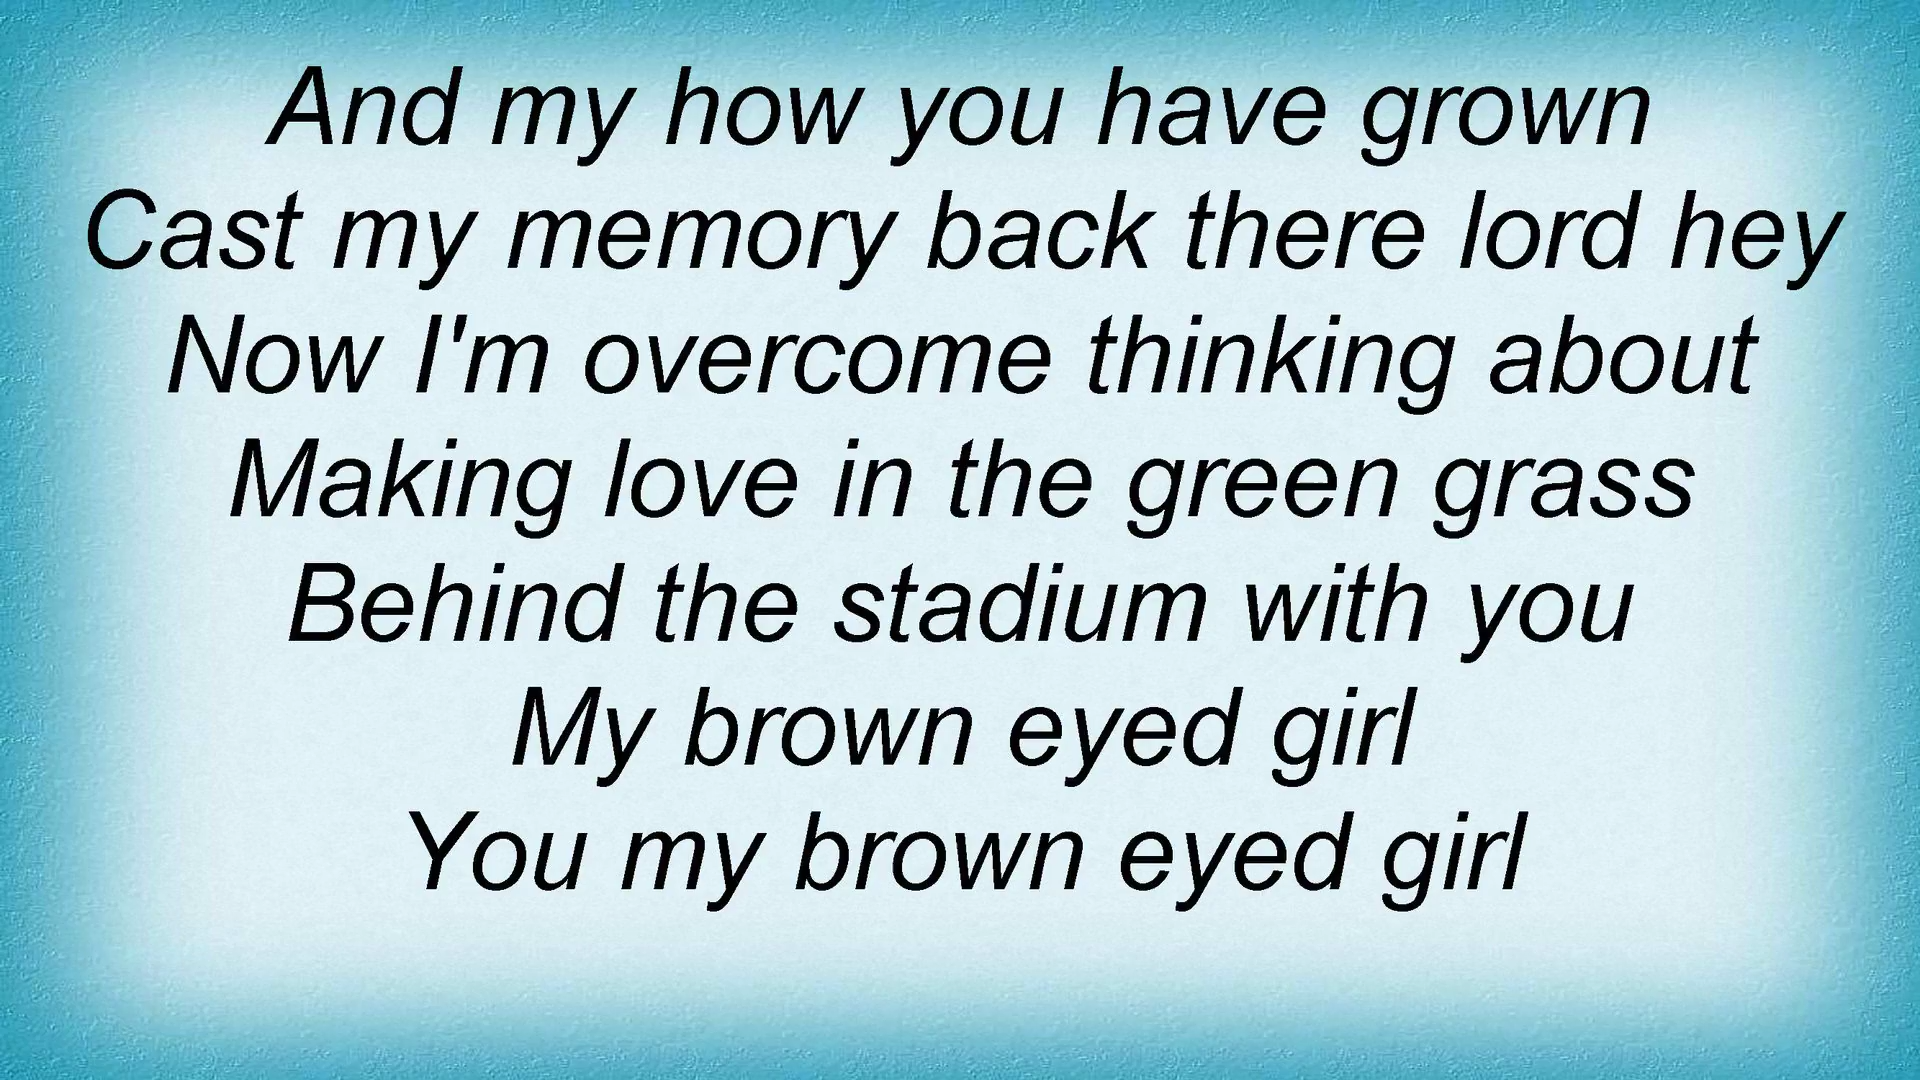 And my how you have grown
Cast my memory back there lord hey
Now I'm overcome thinking about
Making love in the green grass
Behind the stadium with you
My brown eyed girl
You my brown eyed girl